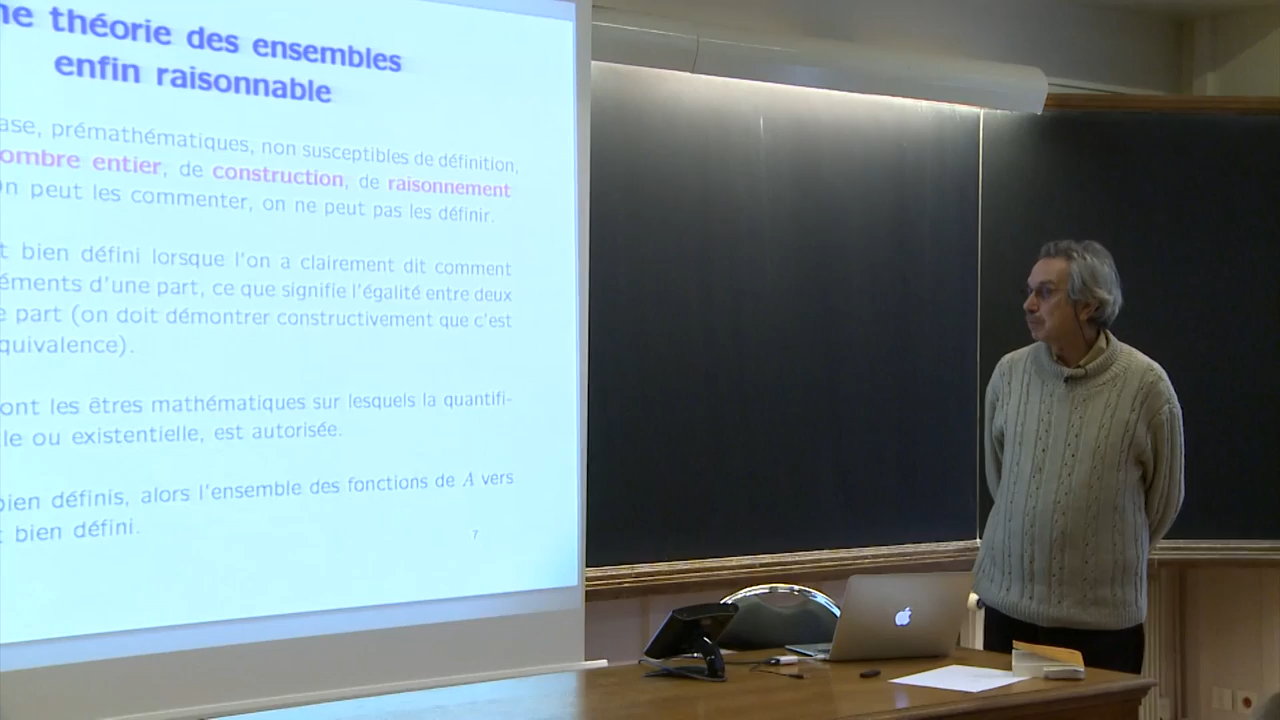 ne théorie des ensembles
enfin raisonnable
ase, prémathématiques, non susceptibles de définition,
ombre entier, de construction, de raisonnement
n peut les commenter, on ne peut pas les définir.
t bien défini lorsque l'on a clairement dit comment
éments d'une part, ce que signifie l'égalité entre deux
e part (on doit démontrer constructivement que c'est
quivalence).
ont les êtres mathématiques sur lesquels la quantifi-
le ou existentielle, est autorisée.
bien définis, alors l'ensemble des fonctions de A vers
t bien défini.
7